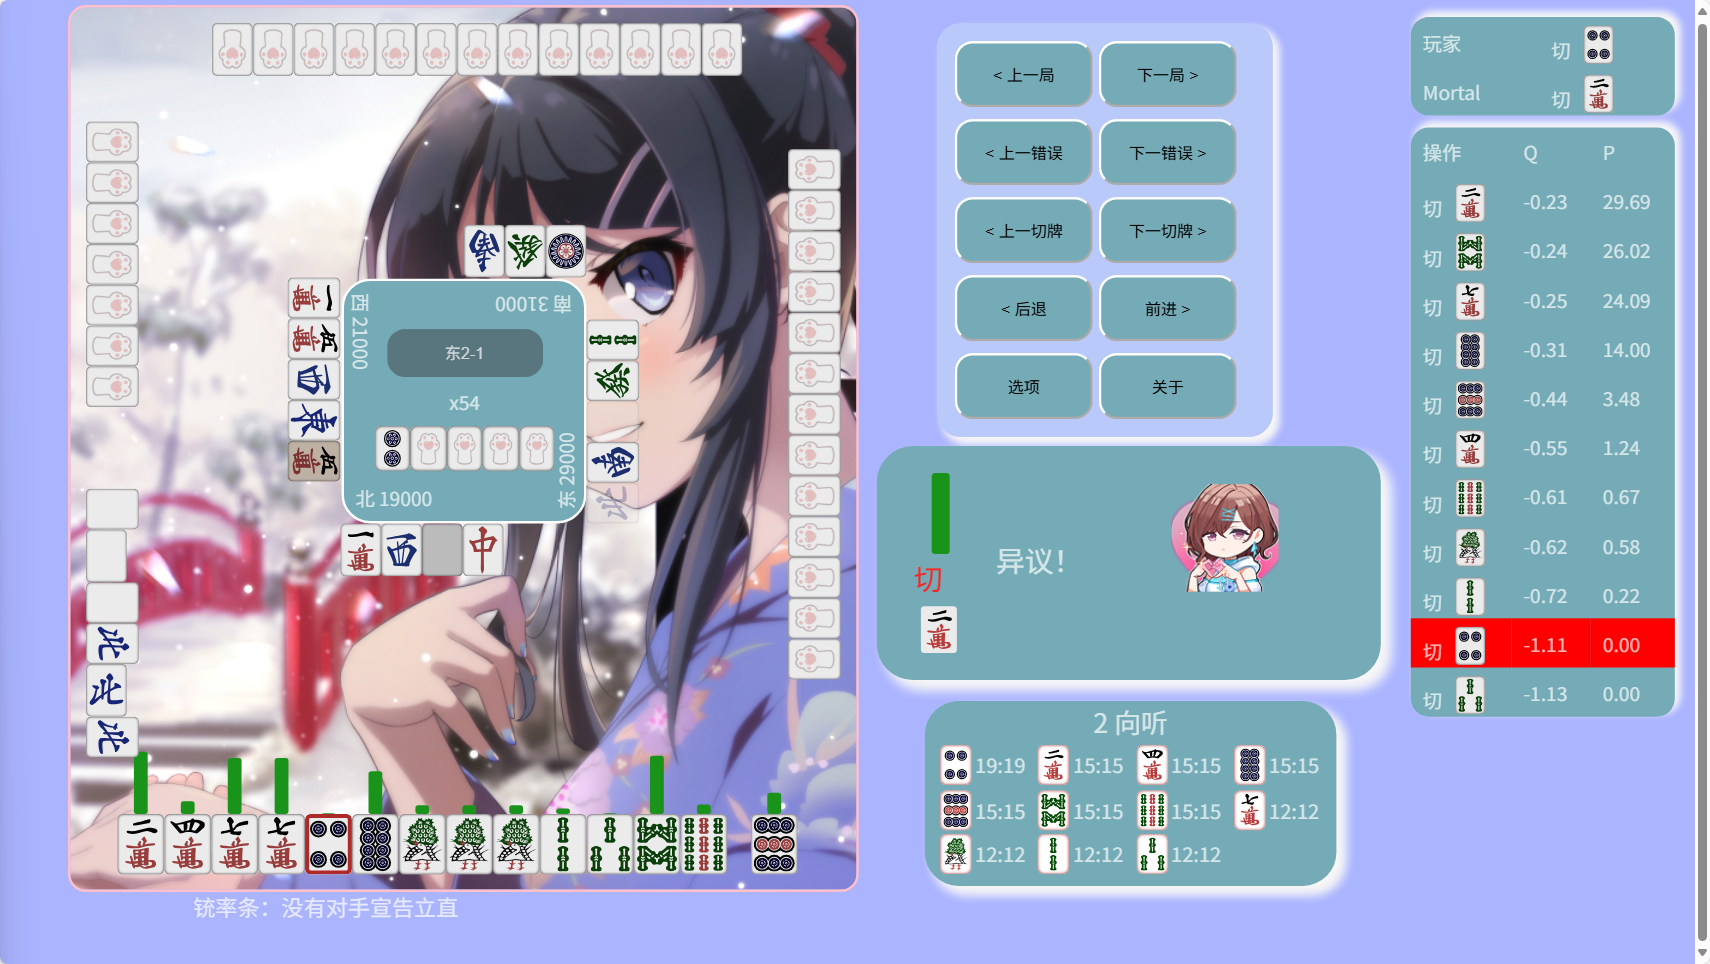 南 31000
西 21000
东2-1
x54
东 29000
北 19000
铳率条：没有对手宣告立直
< 上一局
下一局 >
< 上一错误
下一错误 >
< 上一切牌
下一切牌 >
< 后退
前进 >
选项
关于
切
异议！
2 向听
19:19 15:15 15:15 15:15
15:15 15:15 15:15 12:12
12:12 12:12 12:12
玩家 切
Mortal 切
操作 Q P
切 -0.23 29.69
切 -0.24 26.02
切 -0.25 24.09
切 -0.31 14.00
切 -0.44 3.48
切 -0.55 1.24
切 -0.61 0.67
切 -0.62 0.58
切 -0.72 0.22
切 -1.11 0.00
切 -1.13 0.00